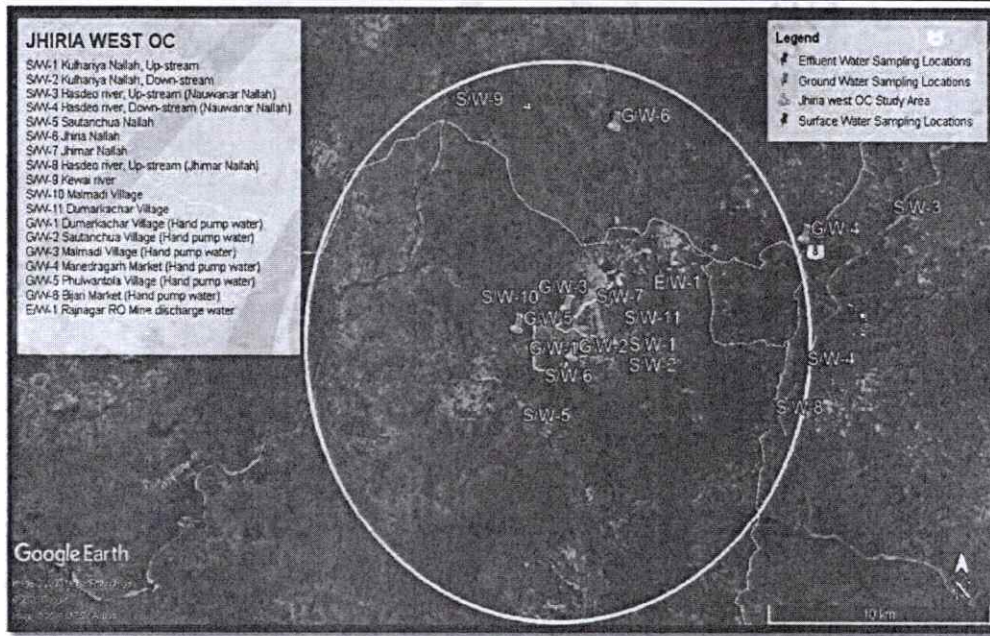 JHIRIA WEST OC
S/W-1 Kulhariya Nallah, Up-stream
S/W-2 Kulhariya Nallah, Down-stream
S/W-3 Hasdeo river, Up-stream (Nauwanar Nallah)
S/W-4 Hasdeo river, Down-stream (Nauwanar Nallah)
S/W-5 Sautanchua Nallah
S/W-6 Jhiria Nallah
S/W-7 Jhimar Nallah
S/W-8 Hasdeo river, Up-stream (Jhimar Nallah)
S/W-9 Kewai river
S/W-10 Malmadi Village
S/W-11 Dumarkachar Village
G/W-1 Dumarkachar Village (Hand pump water)
G/W-2 Sautanchua Village (Hand pump water)
G/W-3 Malmadi Village (Hand pump water)
G/W-4 Manedragarh Market (Hand pump water)
G/W-5 Phulwantola Village (Hand pump water)
G/W-6 Bijari Market (Hand pump water)
E/W-1 Rajnagar RO Mine discharge water
Legend
Effluent Water Sampling Locations
Ground Water Sampling Locations
Jhiria west OC Study Area
Surface Water Sampling Locations
S/W-9
G/W-6
S/W-3
G/W-4
E/W-1
G/W-3
S/W-10
S/W-7
G/W-5
S/W-11
G/W-1
G/W-2
S/W-1
S/W-2
S/W-6
S/W-4
S/W-8
S/W-5
Google Earth
10 km